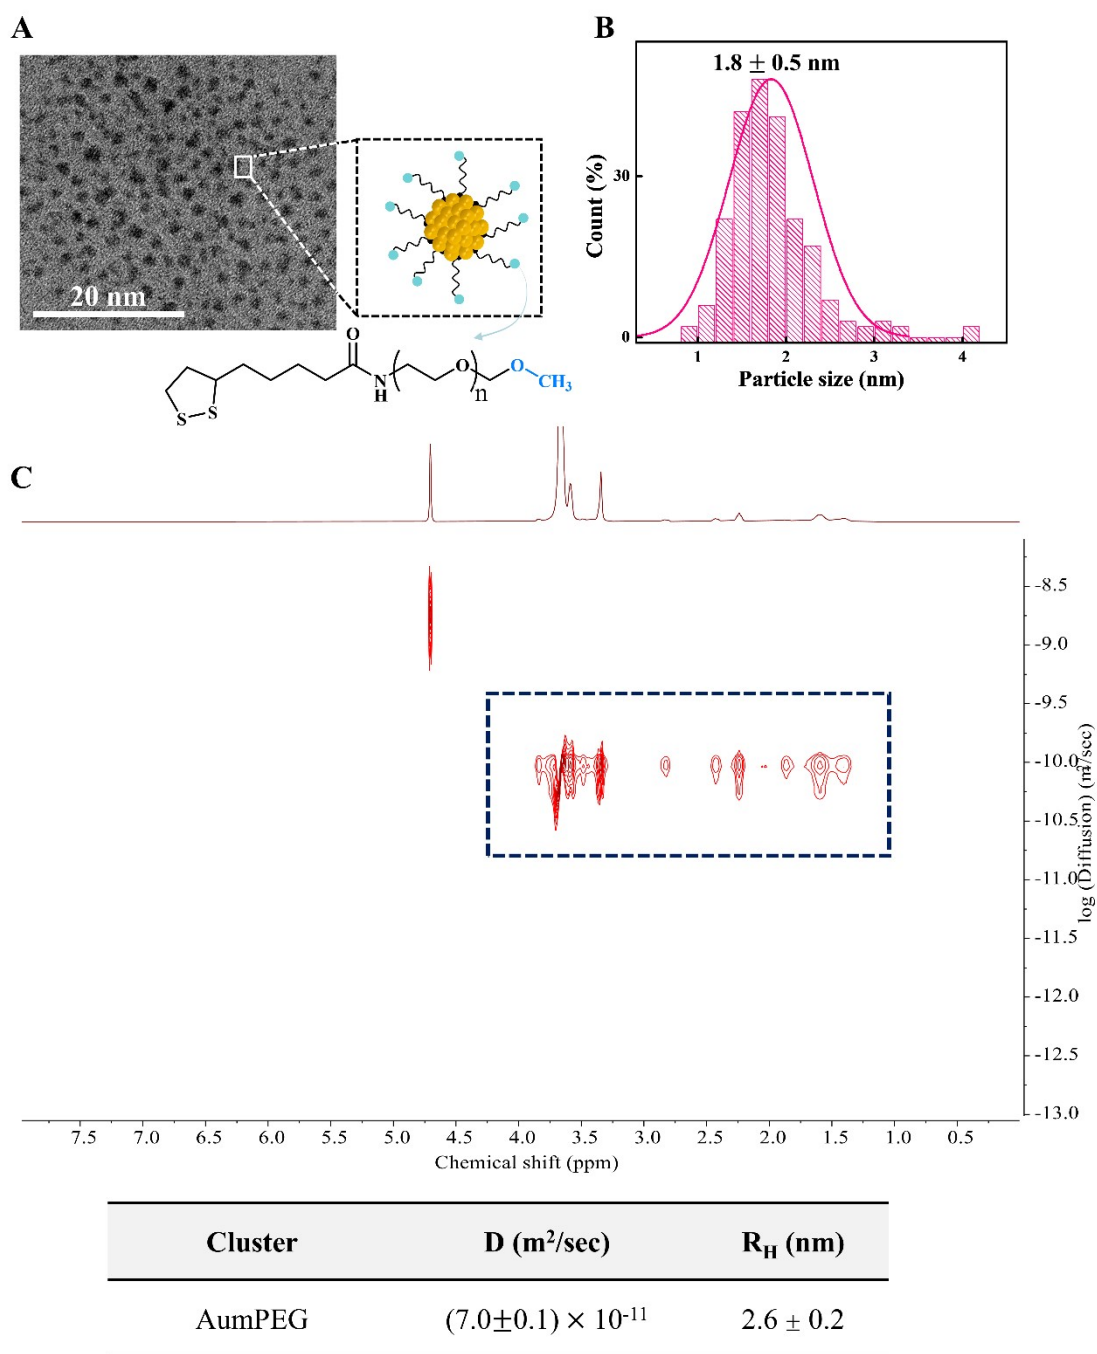 A
B
20 nm
O
N
H
S
S
O
n
O
CH3
1.8 ± 0.5 nm
Count (%)
30
0
1 2 3 4
Particle size (nm)
C
-8.5
-9.0
-9.5
-10.0
-10.5
-11.0
-11.5
-12.0
-12.5
-13.0
log (Diffusion) (m²/sec)
7.5 7.0 6.5 6.0 5.0 4.5 4.0 3.5 3.0 2.5 2.0 1.5 1.0 0.5
Chemical shift (ppm)
Cluster D (m²/sec) RH (nm)
AumPEG (7.0±0.1) × 10⁻¹¹ 2.6 ± 0.2